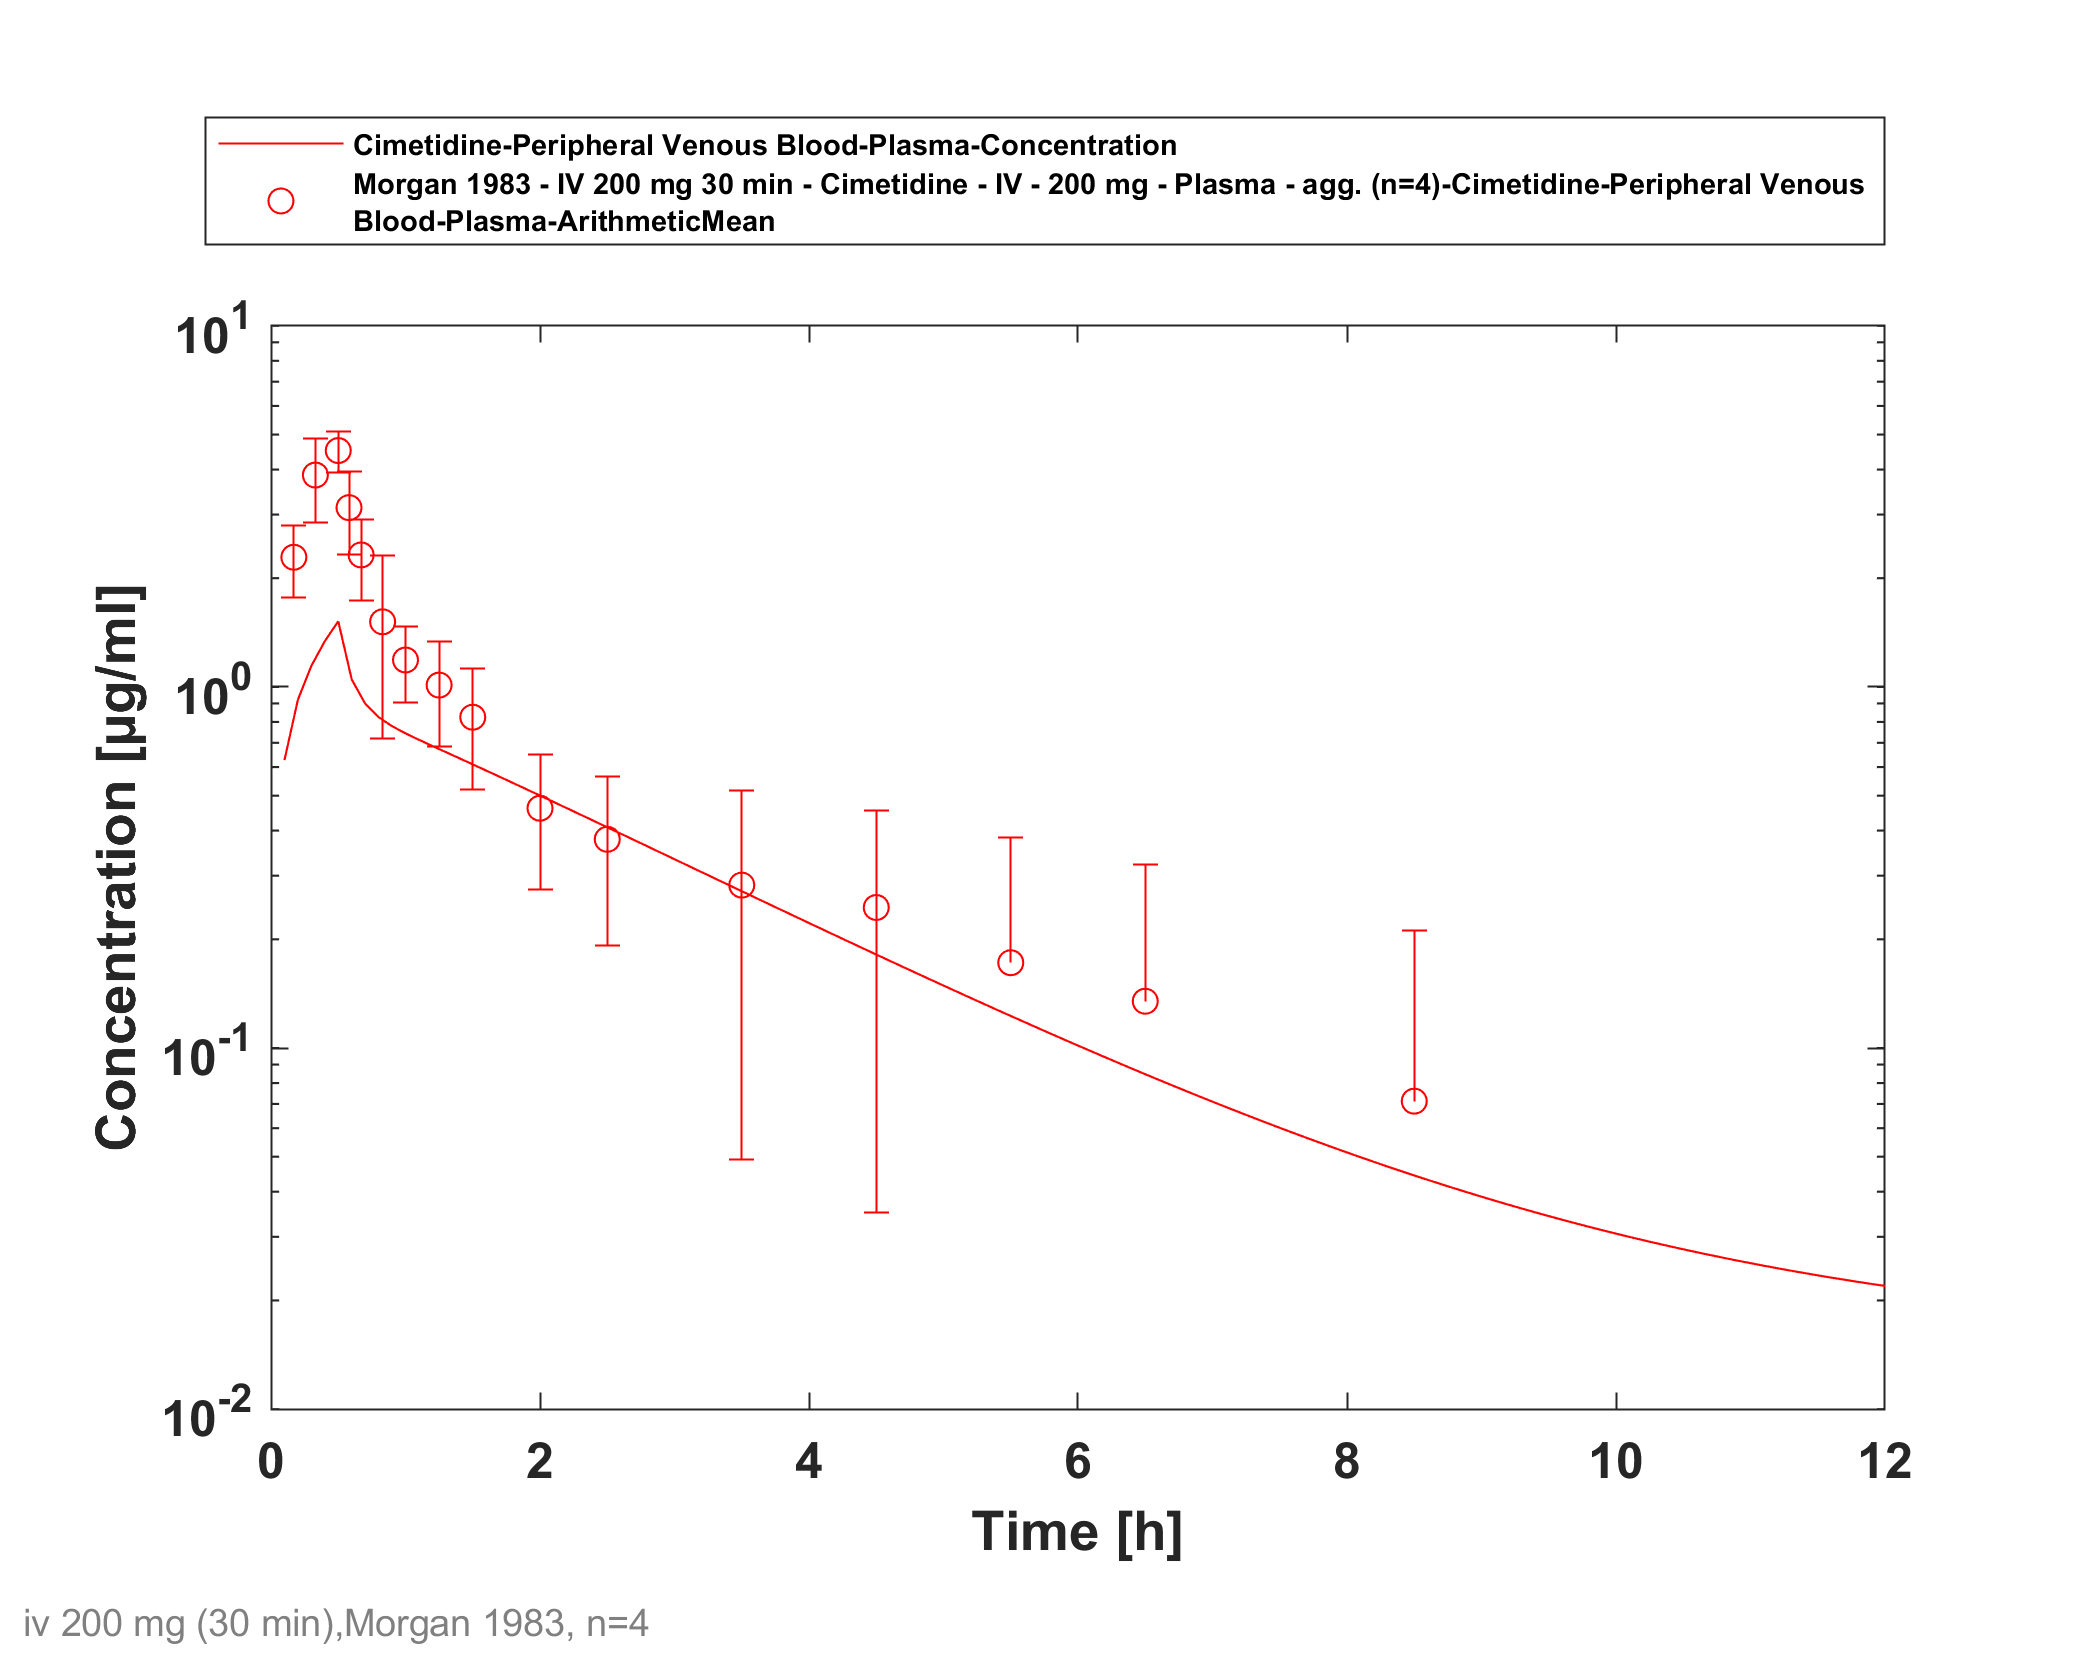 Cimetidine-Peripheral Venous Blood-Plasma-Concentration
Morgan 1983 - IV 200 mg 30 min - Cimetidine - IV - 200 mg - Plasma - agg. (n=4)-Cimetidine-Peripheral Venous
Blood-Plasma-ArithmeticMean
10^1
10^0
10^-1
10^-2
Concentration [µg/ml]
0 2 4 6 8 10 12
Time [h]
iv 200 mg (30 min),Morgan 1983, n=4